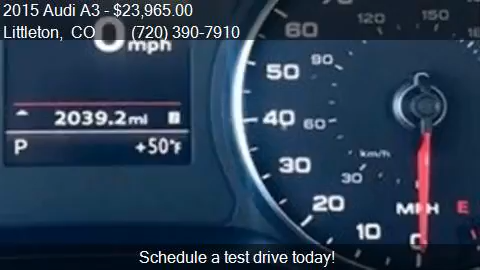 2015 Audi A3 - $23,965.00
Littleton, CO (720) 390-7910
0 mph
2039.2mi
P +50°F
60
50
40
30
20
10
0
120
150
90
60
30
km/h
MPH
E
Schedule a test drive today!